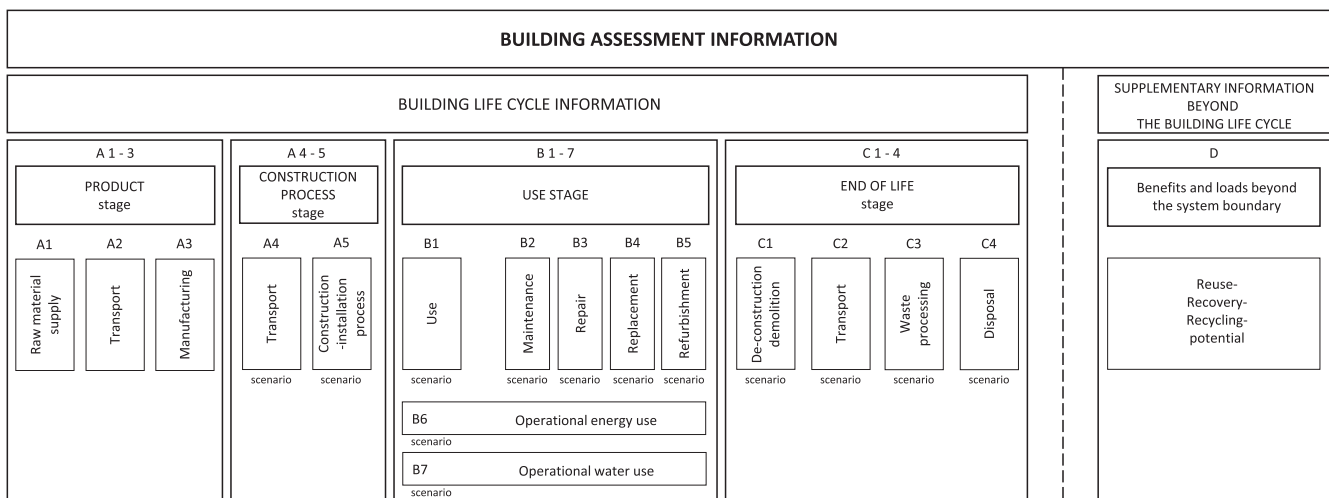 BUILDING ASSESSMENT INFORMATION
BUILDING LIFE CYCLE INFORMATION
SUPPLEMENTARY INFORMATION
BEYOND
THE BUILDING LIFE CYCLE
A 1 - 3
PRODUCT
stage
A1
Raw material
supply
A2
Transport
A3
Manufacturing
A 4 - 5
CONSTRUCTION
PROCESS
stage
A4
Transport
scenario
A5
Construction
-installation
process
scenario
B 1 - 7
USE STAGE
B1
Use
scenario
B2
Maintenance
scenario
B3
Repair
scenario
B4
Replacement
scenario
B5
Refurbishment
scenario
B6 Operational energy use
scenario
B7 Operational water use
scenario
C 1 - 4
END OF LIFE
stage
C1
De-construction
demolition
scenario
C2
Transport
scenario
C3
Waste
processing
scenario
C4
Disposal
scenario
D
Benefits and loads beyond
the system boundary
Reuse-
Recovery-
Recycling-
potential